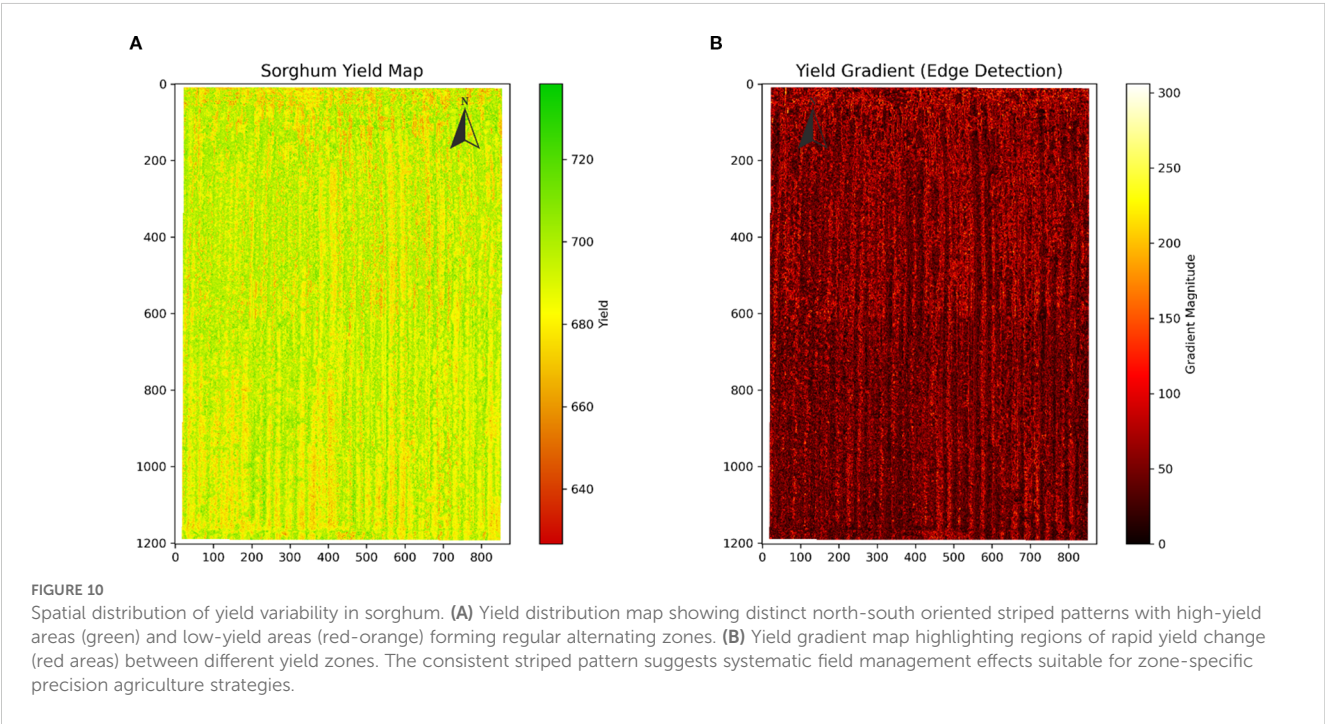 A
B
Sorghum Yield Map
Yield Gradient (Edge Detection)
0
200
400
600
800
1000
1200
0 100 200 300 400 500 600 700 800
N
720
700
680
660
640
Yield
0
200
400
600
800
1000
1200
0 100 200 300 400 500 600 700 800
300
250
200
150
100
50
0
Gradient Magnitude
FIGURE 10
Spatial distribution of yield variability in sorghum. (A) Yield distribution map showing distinct north-south oriented striped patterns with high-yield
areas (green) and low-yield areas (red-orange) forming regular alternating zones. (B) Yield gradient map highlighting regions of rapid yield change
(red areas) between different yield zones. The consistent striped pattern suggests systematic field management effects suitable for zone-specific
precision agriculture strategies.